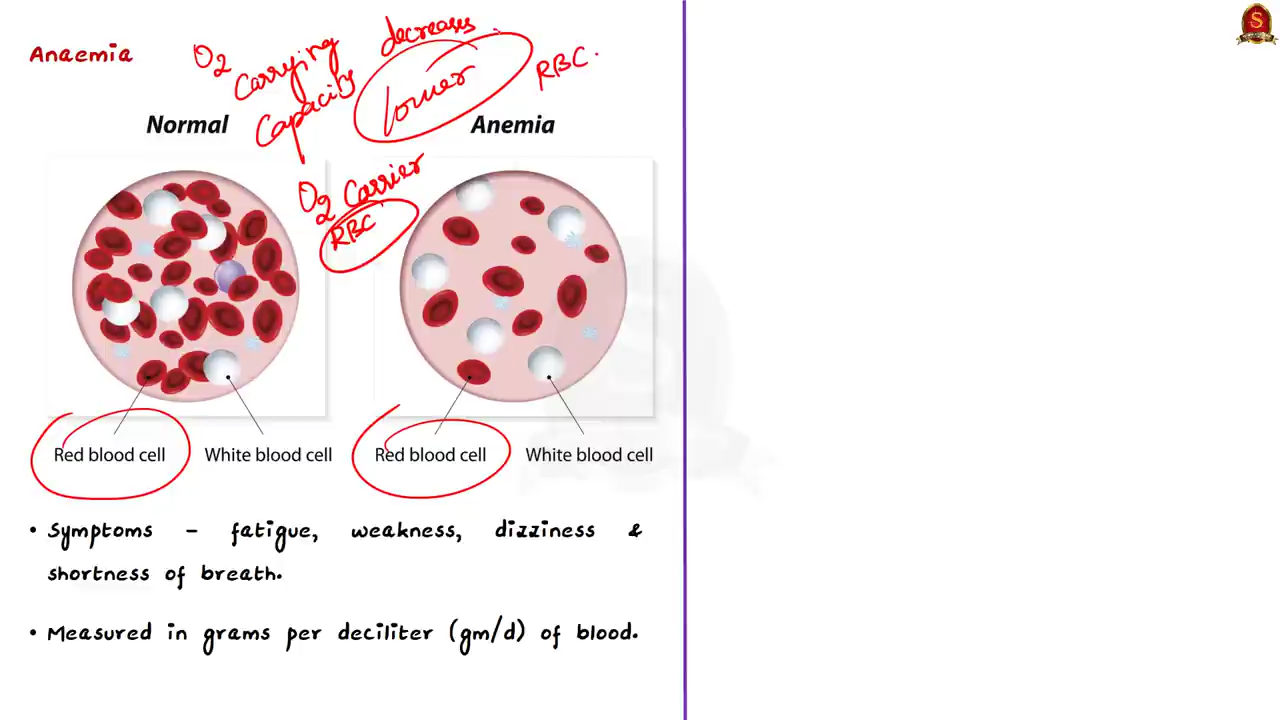 Anaemia
O2 carrying capacity decreases
lower RBC.
Normal
Anemia
O2 Carrier
RBC
Red blood cell
White blood cell
Red blood cell
White blood cell
• Symptoms - fatigue, weakness, dizziness &
shortness of breath.
• Measured in grams per deciliter (gm/d) of blood.
S